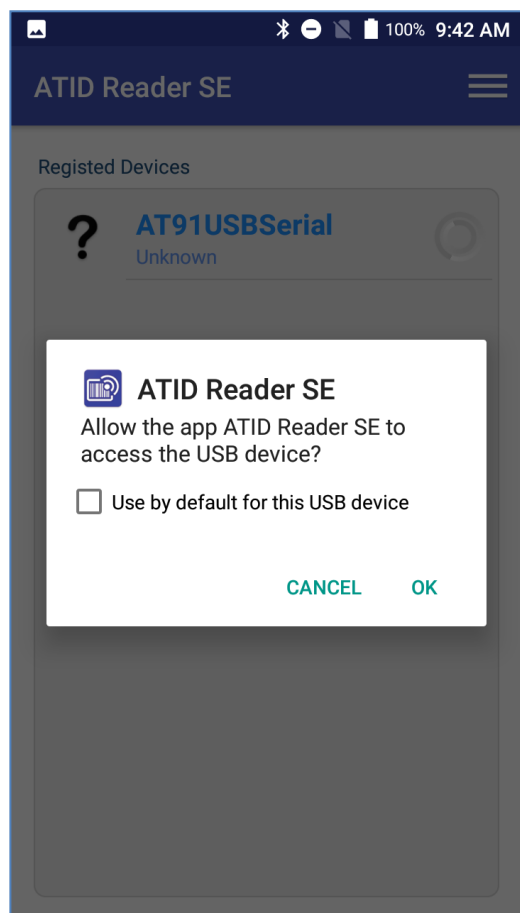 100% 9:42 AM
ATID Reader SE
Registed Devices
? AT91USBSerial
Unknown
ATID Reader SE
Allow the app ATID Reader SE to
access the USB device?
Use by default for this USB device
CANCEL OK